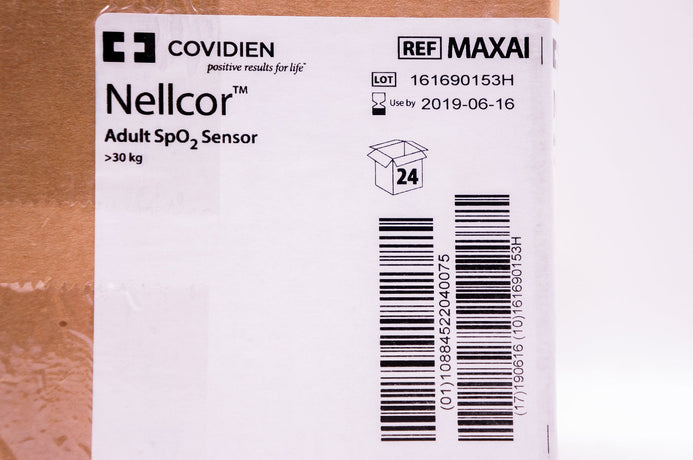 COVIDIEN
positive results for life™
Nellcor™
Adult SpO₂ Sensor
>30 kg
REF MAXAI
LOT 161690153H
Use by 2019-06-16
24
(01)10884522040075
(17)190616 (10)161690153H